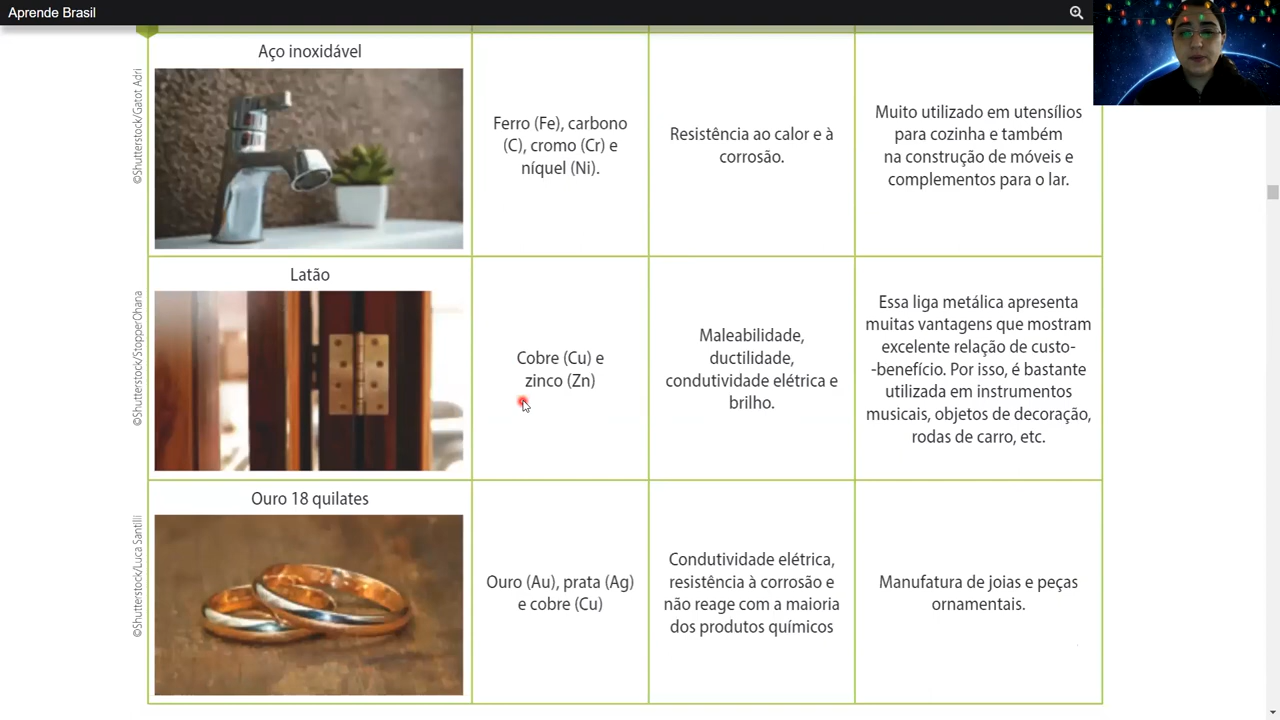 Aprende Brasil
Aço inoxidável
©Shutterstock/Gatot Adri
Ferro (Fe), carbono
(C), cromo (Cr) e
níquel (Ni).
Resistência ao calor e à
corrosão.
Muito utilizado em utensílios
para cozinha e também
na construção de móveis e
complementos para o lar.
Latão
©Shutterstock/StopperOhana
Cobre (Cu) e
zinco (Zn)
Maleabilidade,
ductilidade,
condutividade elétrica e
brilho.
Essa liga metálica apresenta
muitas vantagens que mostram
excelente relação de custo-
-benefício. Por isso, é bastante
utilizada em instrumentos
musicais, objetos de decoração,
rodas de carro, etc.
Ouro 18 quilates
©Shutterstock/Luca Santilli
Ouro (Au), prata (Ag)
e cobre (Cu)
Condutividade elétrica,
resistência à corrosão e
não reage com a maioria
dos produtos químicos
Manufatura de joias e peças
ornamentais.